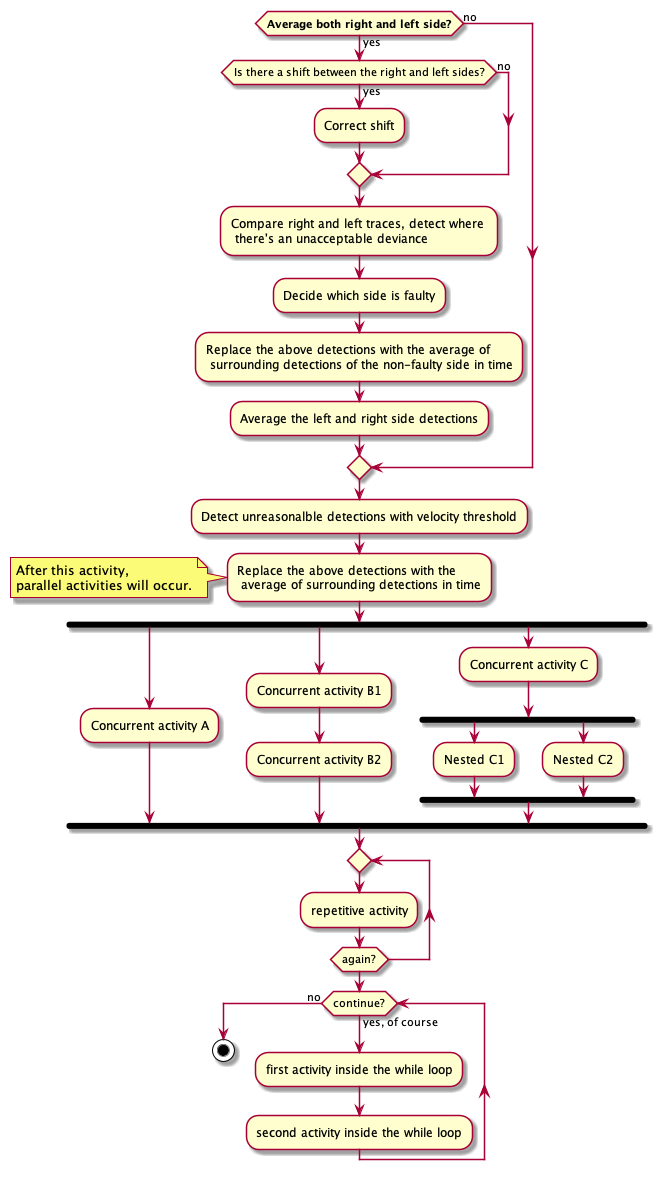 Average both right and left side?
no
yes
Is there a shift between the right and left sides?
no
yes
Correct shift
Compare right and left traces, detect where
there's an unacceptable deviance
Decide which side is faulty
Replace the above detections with the average of
surrounding detections of the non-faulty side in time
Average the left and right side detections
Detect unreasonalble detections with velocity threshold
After this activity,
parallel activities will occur.
Replace the above detections with the
average of surrounding detections in time
Concurrent activity C
Concurrent activity B1
Concurrent activity A
Concurrent activity B2
Nested C1
Nested C2
repetitive activity
again?
no
continue?
yes, of course
first activity inside the while loop
second activity inside the while loop